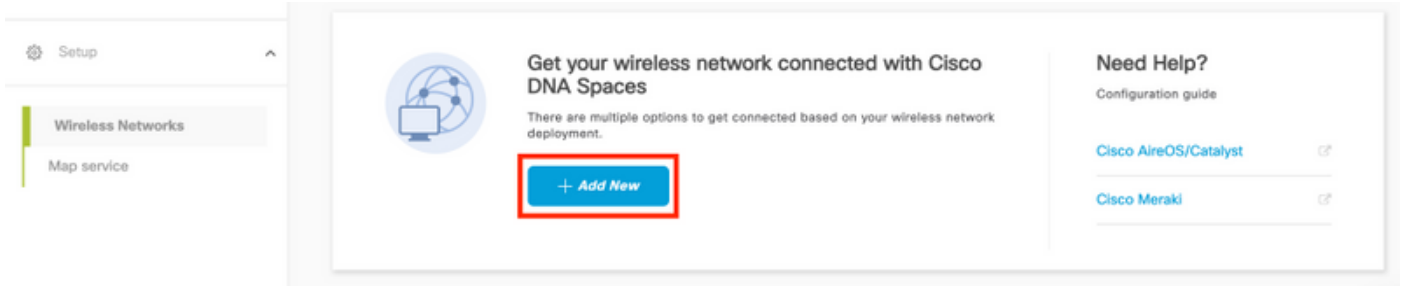 Setup
Wireless Networks
Map service
Get your wireless network connected with Cisco
DNA Spaces
There are multiple options to get connected based on your wireless network
deployment.
+ Add New
Need Help?
Configuration guide
Cisco AireOS/Catalyst
Cisco Meraki